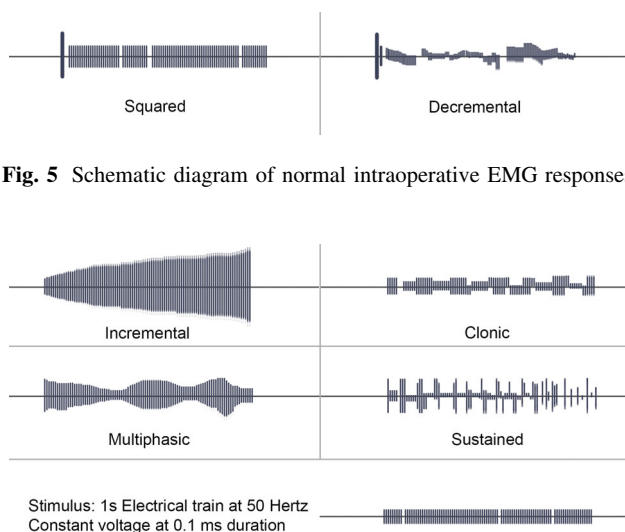 Squared
Decremental
Fig. 5 Schematic diagram of normal intraoperative EMG response
Incremental
Clonic
Multiphasic
Sustained
Stimulus: 1s Electrical train at 50 Hertz
Constant voltage at 0.1 ms duration